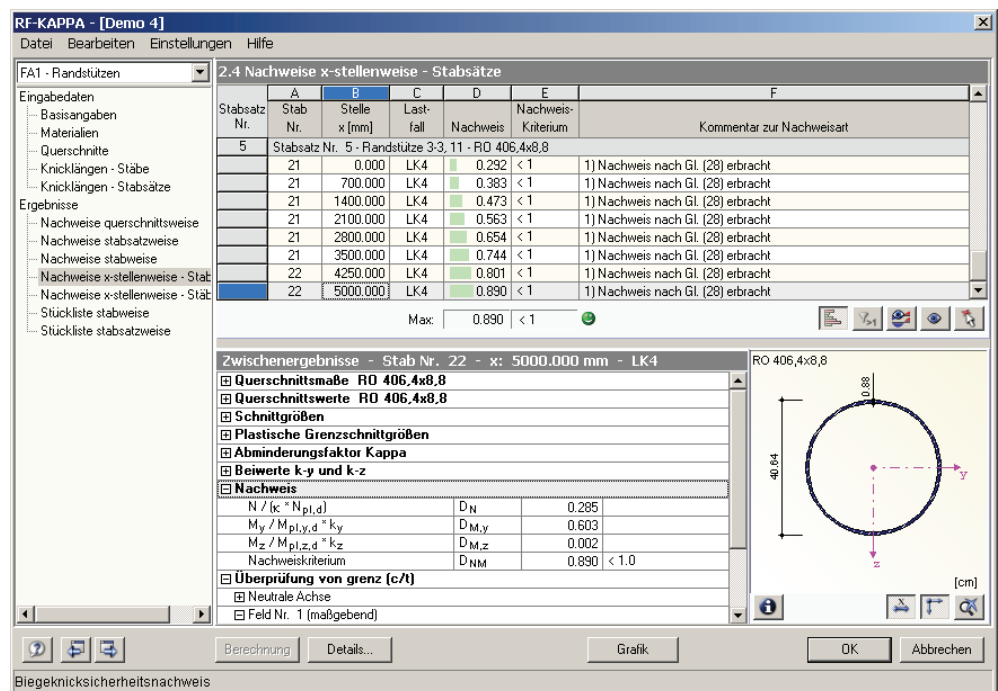 RF-KAPPA - [Demo 4]
Datei Bearbeiten Einstellungen Hilfe
FA1 - Randstützen
Eingabedaten
Basisangaben
Materialien
Querschnitte
Knicklängen - Stäbe
Knicklängen - Stabsätze
Ergebnisse
Nachweise querschnittsweise
Nachweise stabsatzweise
Nachweise stabweise
Nachweise x-stellenweise - Stab
Nachweise x-stellenweise - Stäb
Stückliste stabweise
Stückliste stabsatzweise
2.4 Nachweise x-stellenweise - Stabsätze
A B C D E F
Stabsatz Stab Stelle Last- Nachweis-
Nr. Nr. x [mm] fall Nachweis Kriterium Kommentar zur Nachweisart
5 Stabsatz Nr. 5 - Randstütze 3-3, 11 - RO 406,4x8,8
21 0.000 LK4 0.292 < 1 1) Nachweis nach Gl. (28) erbracht
21 700.000 LK4 0.383 < 1 1) Nachweis nach Gl. (28) erbracht
21 1400.000 LK4 0.473 < 1 1) Nachweis nach Gl. (28) erbracht
21 2100.000 LK4 0.563 < 1 1) Nachweis nach Gl. (28) erbracht
21 2800.000 LK4 0.654 < 1 1) Nachweis nach Gl. (28) erbracht
21 3500.000 LK4 0.744 < 1 1) Nachweis nach Gl. (28) erbracht
22 4250.000 LK4 0.801 < 1 1) Nachweis nach Gl. (28) erbracht
22 5000.000 LK4 0.890 < 1 1) Nachweis nach Gl. (28) erbracht
Max: 0.890 < 1
Zwischenergebnisse - Stab Nr. 22 - x: 5000.000 mm - LK4
Querschnittsmaße RO 406,4x8,8
Querschnittswerte RO 406,4x8,8
Schnittgrößen
Plastische Grenzschnittgrößen
Abminderungsfaktor Kappa
Beiwerte k-y und k-z
Nachweis
N / (κ * Npl,d) DN 0.285
My / Mpl,y,d * ky DM,y 0.603
Mz / Mpl,z,d * kz DM,z 0.002
Nachweiskriterium DNM 0.890 < 1.0
Überprüfung von grenz (c/t)
Neutrale Achse
Feld Nr. 1 (maßgebend)
RO 406,4x8,8
0.88
40.64
y
z
[cm]
Berechnung Details... Grafik OK Abbrechen
Biegeknicksicherheitsnachweis